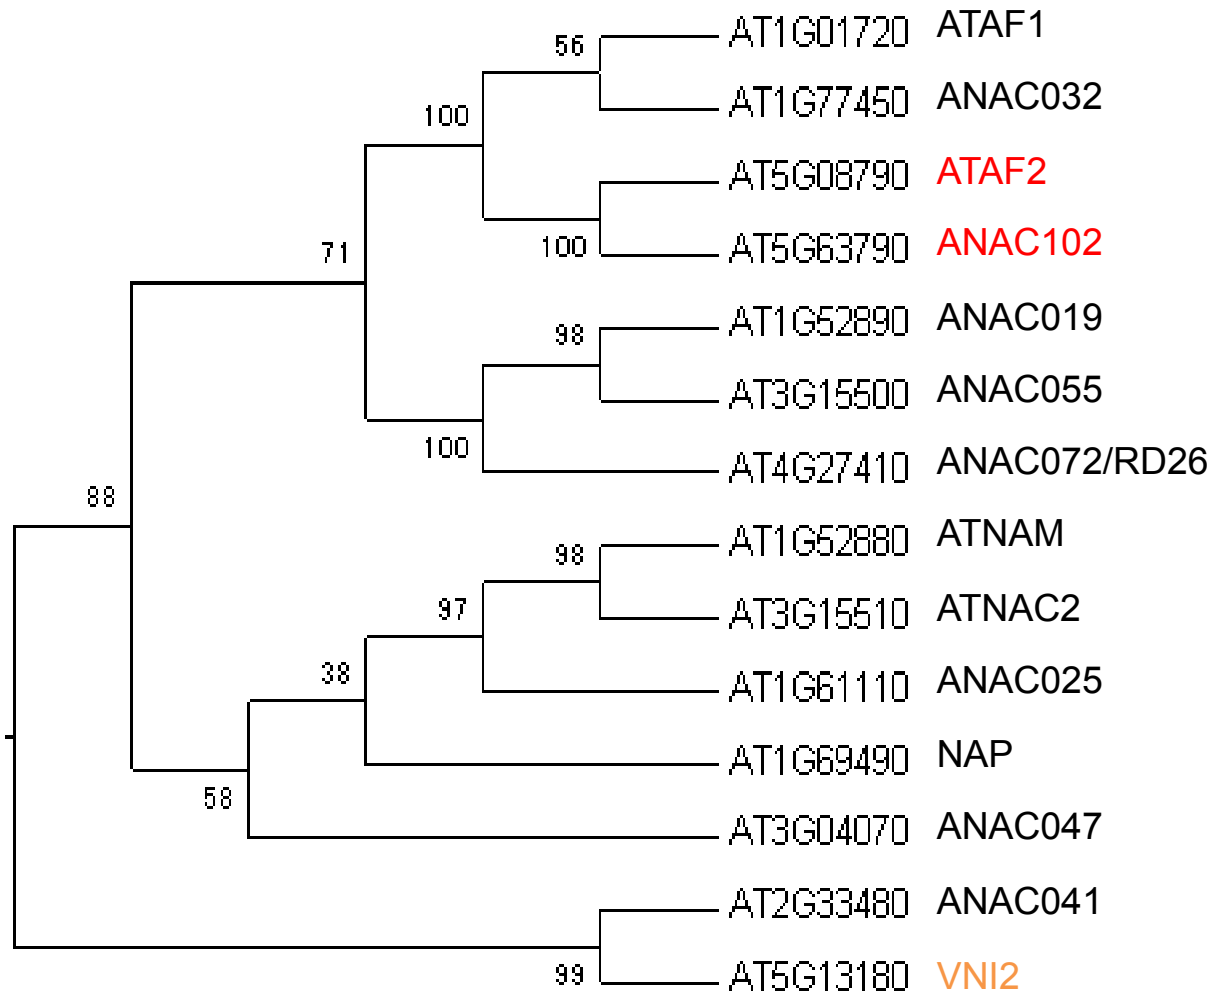 56
AT1G01720 ATAF1
AT1G77450 ANAC032
100
AT5G08790 ATAF2
100
AT5G63790 ANAC102
71
98
AT1G52890 ANAC019
AT3G15500 ANAC055
100
AT4G27410 ANAC072/RD26
88
98
AT1G52880 ATNAM
97
AT3G15510 ATNAC2
38
AT1G61110 ANAC025
AT1G69490 NAP
58
AT3G04070 ANAC047
AT2G33480 ANAC041
99
AT5G13180 VNI2